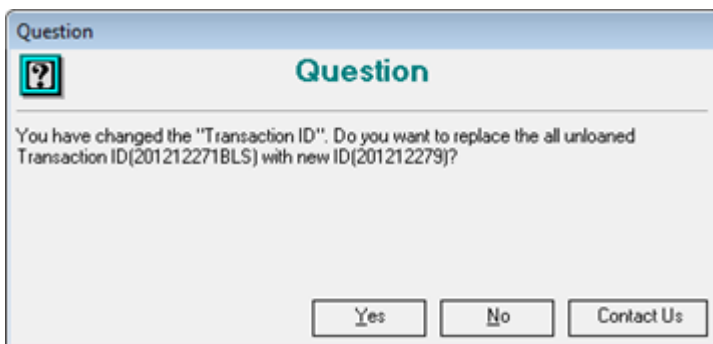 Question
Question
You have changed the "Transaction ID". Do you want to replace the all unloaned
Transaction ID(201212271BLS) with new ID(201212279)?
Yes No Contact Us